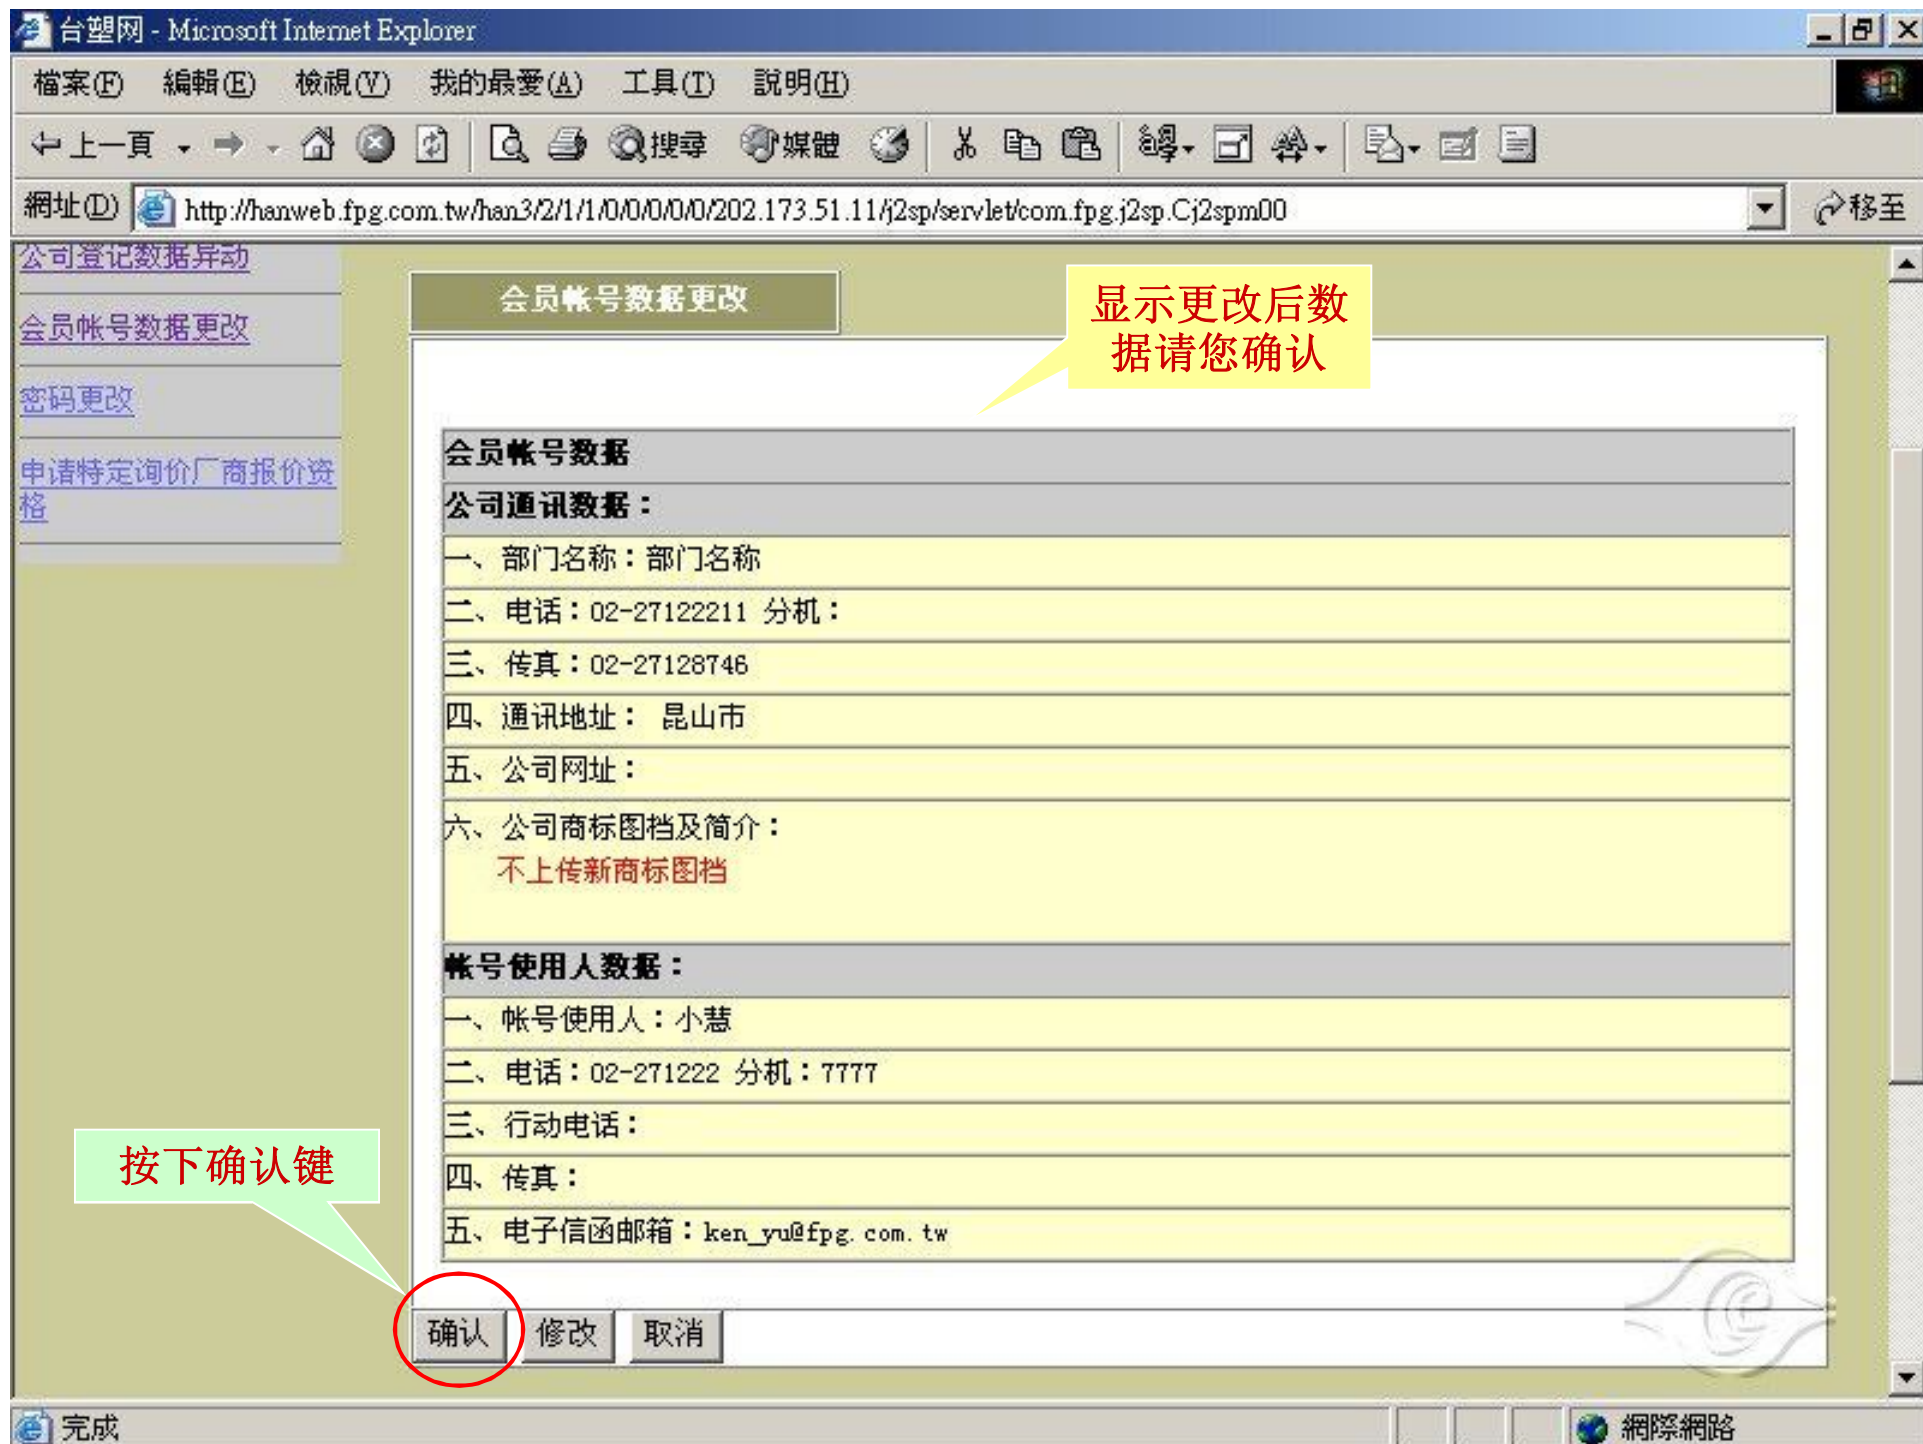 台塑网 - Microsoft Internet Explorer
檔案(F) 編輯(E) 檢視(V) 我的最愛(A) 工具(T) 說明(H)
上一頁 搜尋 媒體
網址(D) http://hanweb.fpg.com.tw/han3/2/1/1/0/0/0/0/0/202.173.51.11/j2sp/servlet/com.fpg.j2sp.Cj2spm00 移至
公司登记数据异动
会员帐号数据更改
密码更改
申请特定询价厂商报价资
格
会员帐号数据更改
显示更改后数
据请您确认
会员帐号数据
公司通讯数据：
一、部门名称：部门名称
二、电话：02-27122211 分机：
三、传真：02-27128746
四、通讯地址： 昆山市
五、公司网址：
六、公司商标图档及简介：
不上传新商标图档
帐号使用人数据：
一、帐号使用人：小慧
二、电话：02-271222 分机：7777
三、行动电话：
四、传真：
五、电子信函邮箱：ken_yu@fpg.com.tw
按下确认键
确认 修改 取消
完成 網際網路